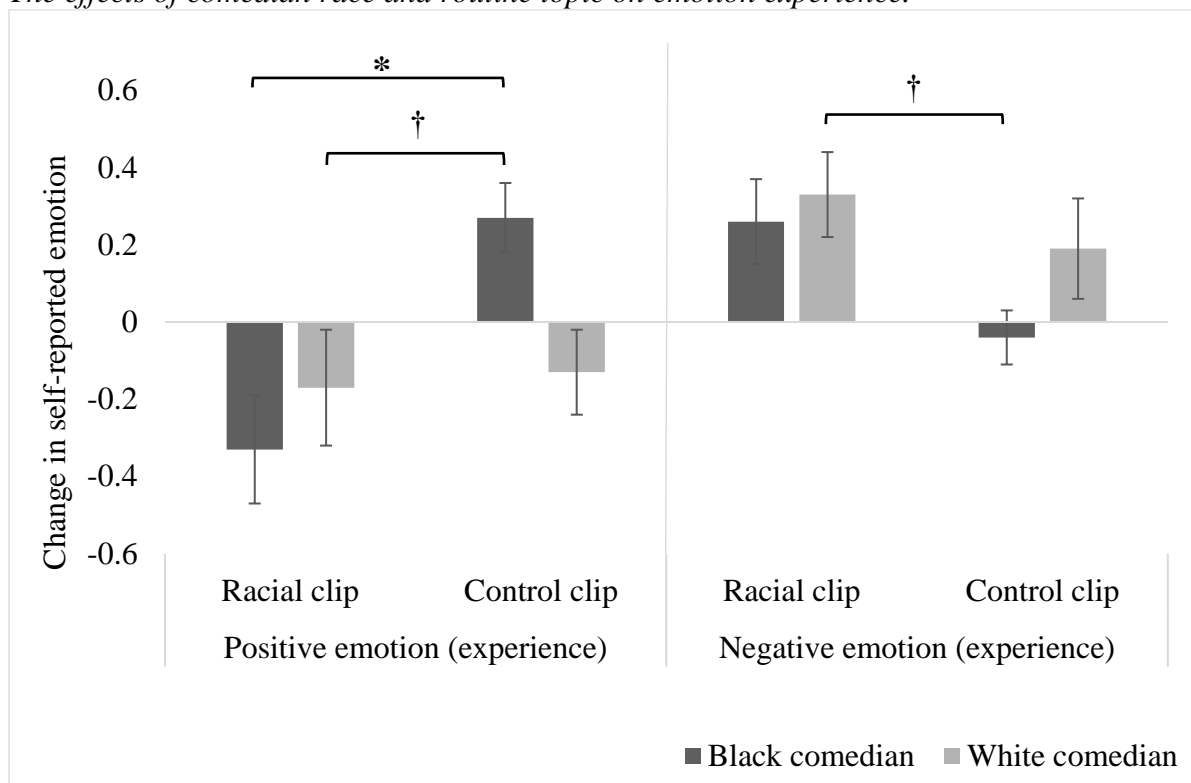 The effects of comedian race and routine topic on emotion experience.
*
†
†
Change in self-reported emotion
0.6
0.4
0.2
0
-0.2
-0.4
-0.6
Racial clip Control clip Racial clip Control clip
Positive emotion (experience) Negative emotion (experience)
Black comedian White comedian